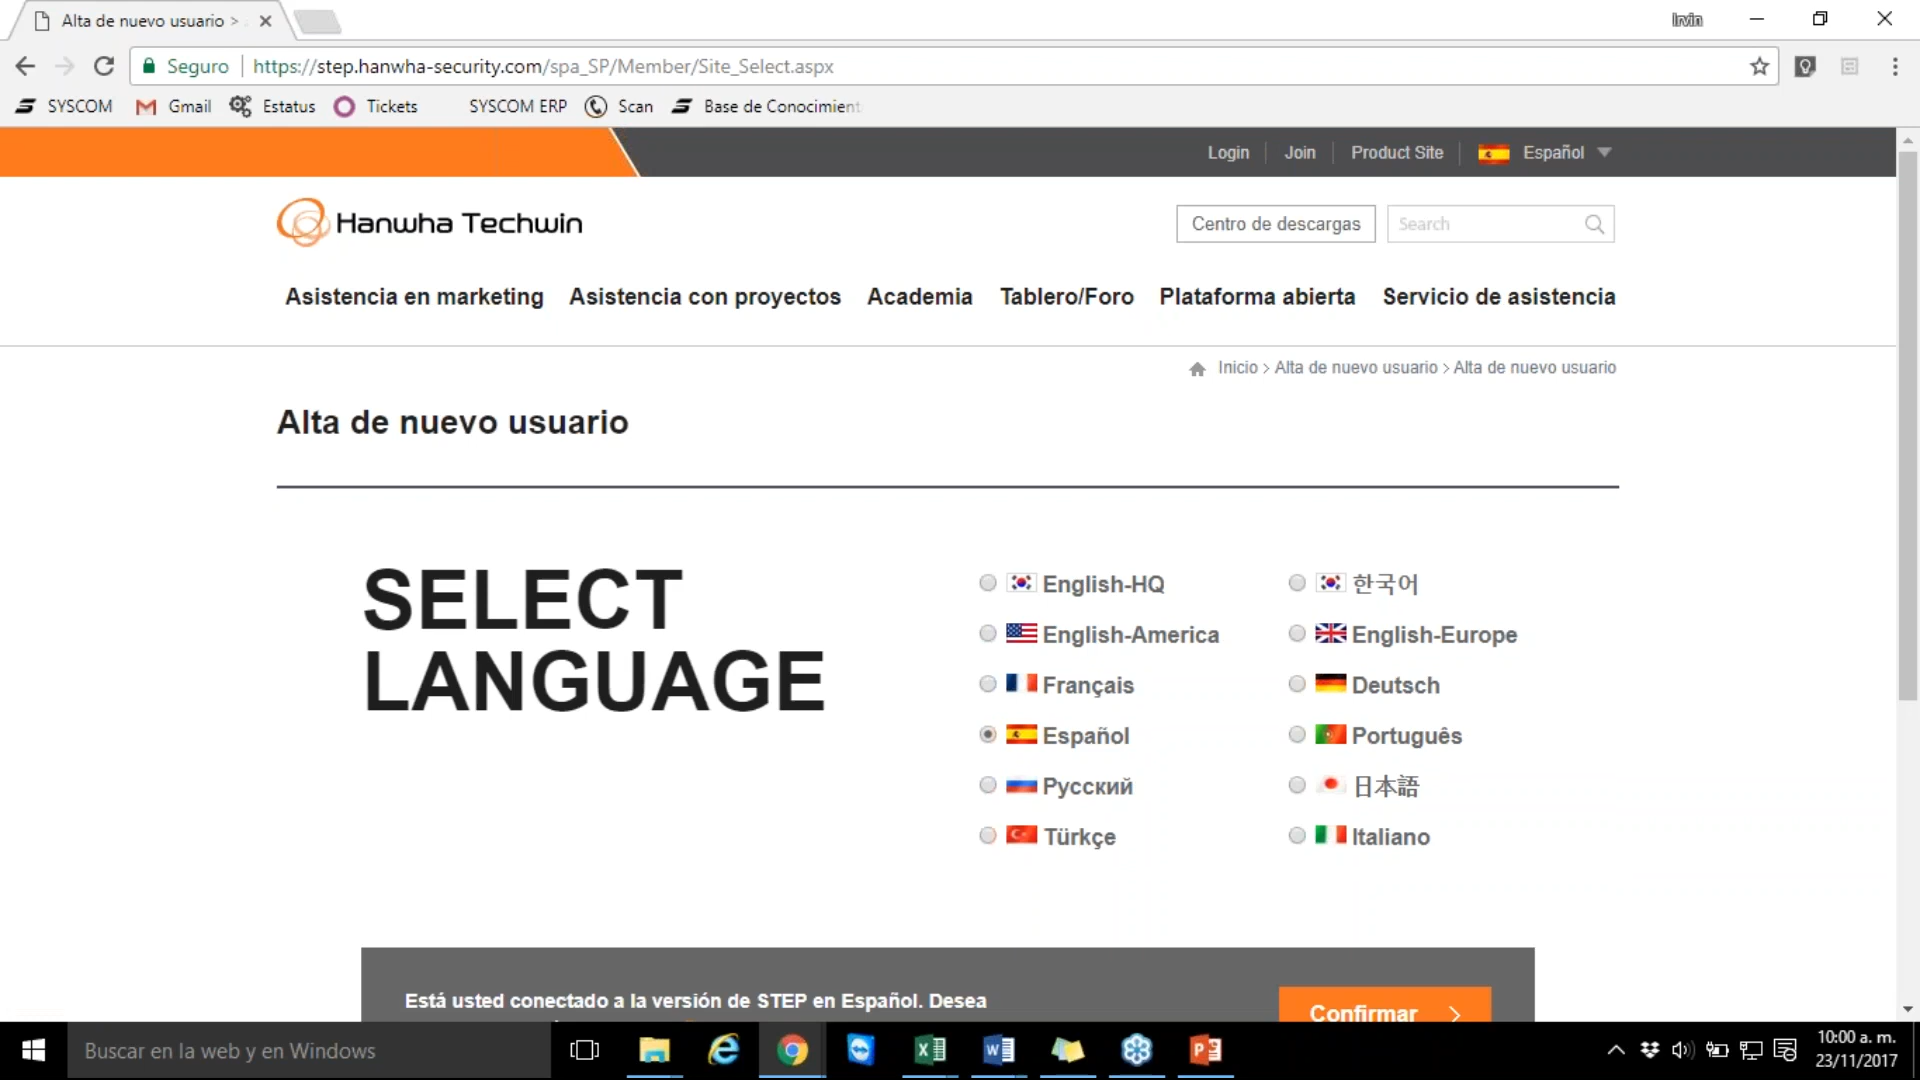 Alta de nuevo usuario >
Irvin
Seguro https://step.hanwha-security.com/spa_SP/Member/Site_Select.aspx
SYSCOM Gmail Estatus Tickets SYSCOM ERP Scan Base de Conocimient
Login Join Product Site Español
Hanwha Techwin
Centro de descargas Search
Asistencia en marketing Asistencia con proyectos Academia Tablero/Foro Plataforma abierta Servicio de asistencia
Inicio > Alta de nuevo usuario > Alta de nuevo usuario
Alta de nuevo usuario
SELECT
LANGUAGE
English-HQ 한국어
English-America English-Europe
Français Deutsch
Español Português
Русский 日本語
Türkçe Italiano
Está usted conectado a la versión de STEP en Español. Desea
Confirmar
Buscar en la web y en Windows
10:00 a. m.
23/11/2017